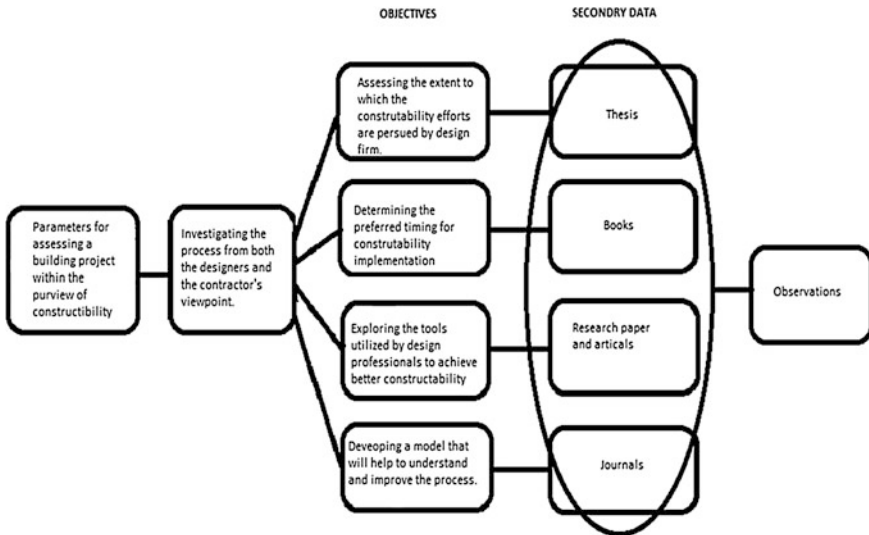 OBJECTIVES
SECONDRY DATA
Assessing the extent to
which the
construtability efforts
are persued by design
firm.
Thesis
Parameters for
assessing a
building project
within the
purview of
constructibility
Investigating the
process from both
the designers and
the contractor's
viewpoint.
Determining the
preferred timing for
construtability
implementation
Books
Observations
Exploring the tools
utilized by design
professionals to achieve
better constructability
Research paper
and articals
Deveoping a model that
will help to understand
and improve the process.
Journals